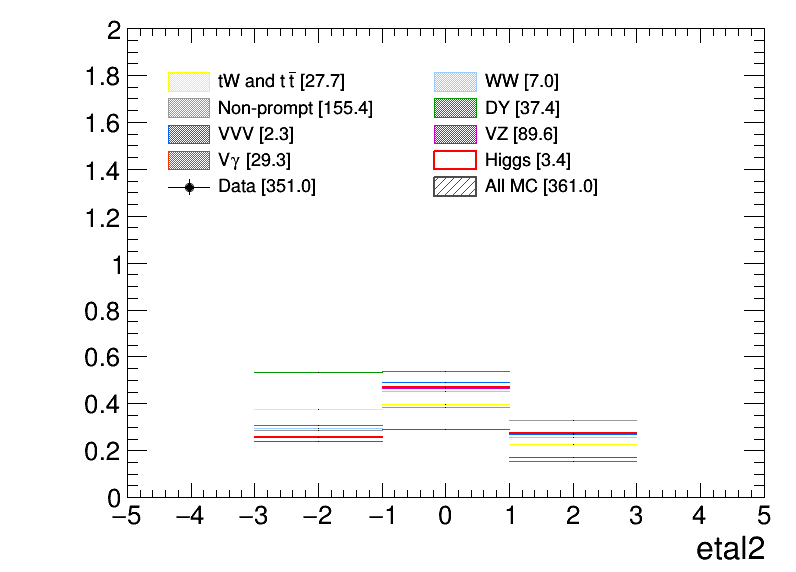 2
1.8
1.6
1.4
1.2
1
0.8
0.6
0.4
0.2
0
tW and t t̄ [27.7] WW [7.0]
Non-prompt [155.4] DY [37.4]
VVV [2.3] VZ [89.6]
Vγ [29.3] Higgs [3.4]
Data [351.0] All MC [361.0]
−5 −4 −3 −2 −1 0 1 2 3 4 5
etal2